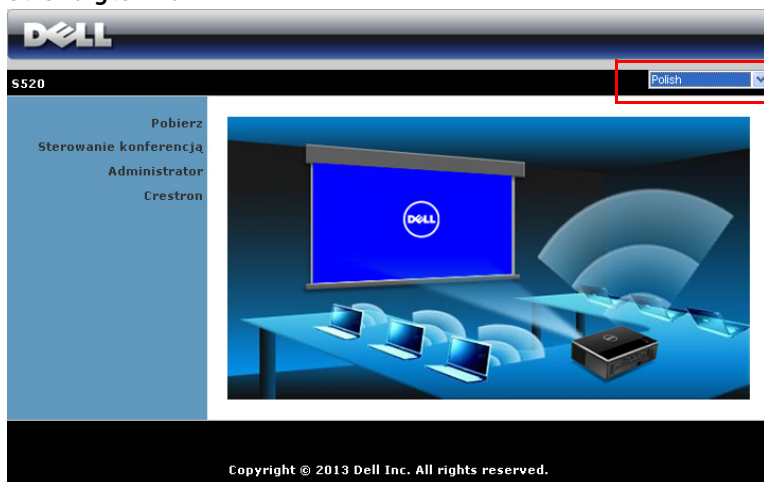 DELL
S520
Polish
Pobierz
Sterowanie konferencją
Administrator
Crestron
DELL
Copyright © 2013 Dell Inc. All rights reserved.